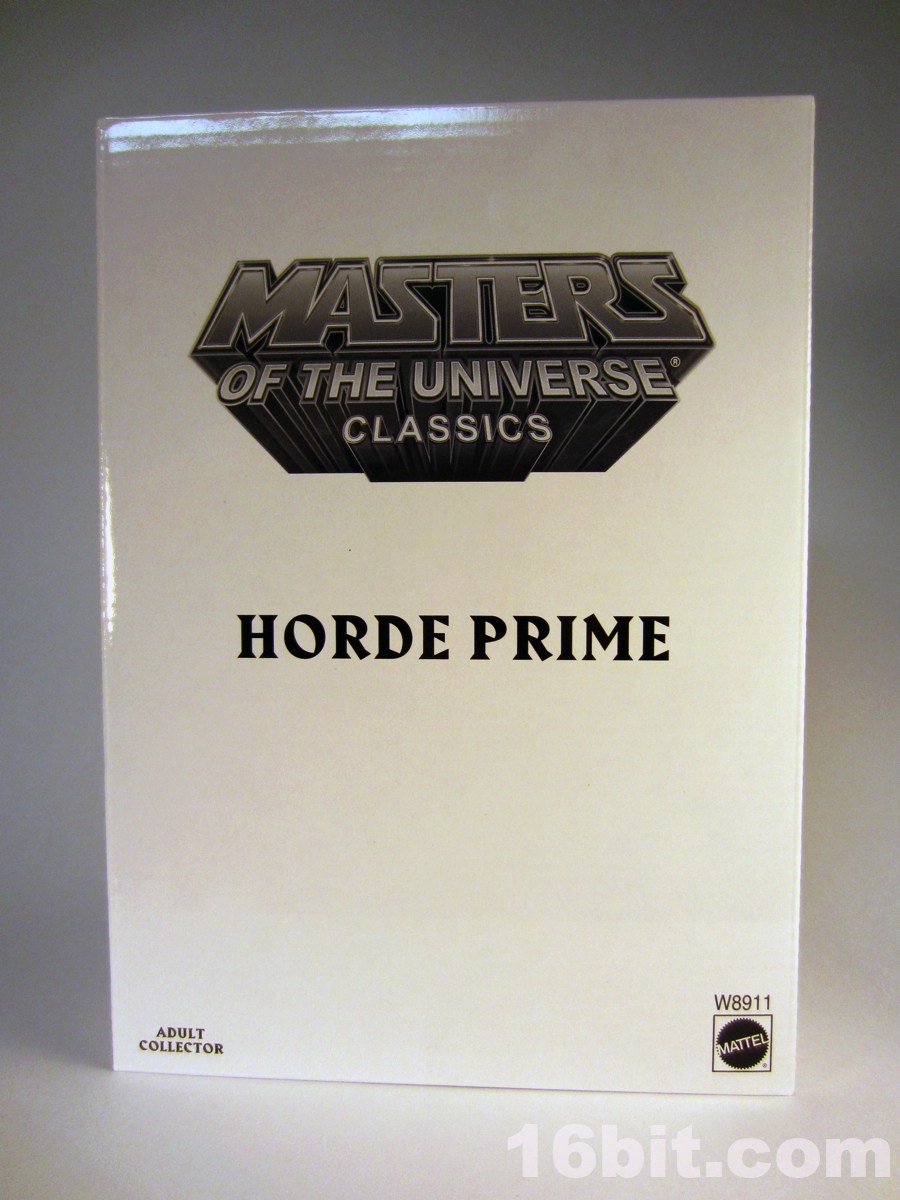 MASTERS
OF THE UNIVERSE®
CLASSICS
HORDE PRIME
W8911
ADULT
COLLECTOR
MATTEL®
16bit.com